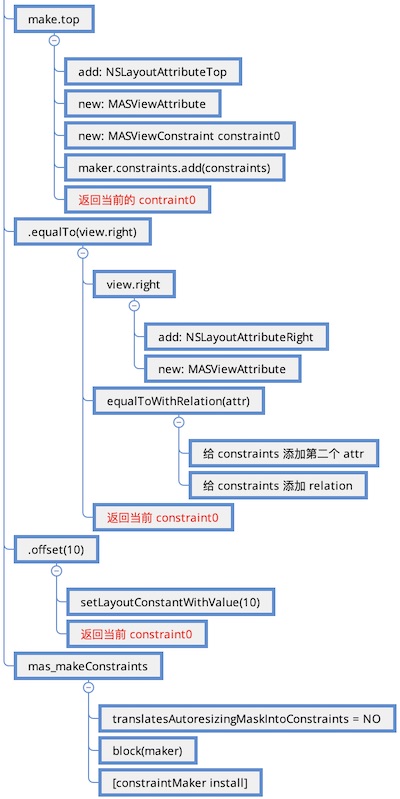 make.top
add: NSLayoutAttributeTop
new: MASViewAttribute
new: MASViewConstraint constraint0
maker.constraints.add(constraints)
返回当前的 contraint0
.equalTo(view.right)
view.right
add: NSLayoutAttributeRight
new: MASViewAttribute
equalToWithRelation(attr)
给 constraints 添加第二个 attr
给 constraints 添加 relation
返回当前 constraint0
.offset(10)
setLayoutConstantWithValue(10)
返回当前 constraint0
mas_makeConstraints
translatesAutoresizingMaskIntoConstraints = NO
block(maker)
[constraintMaker install]